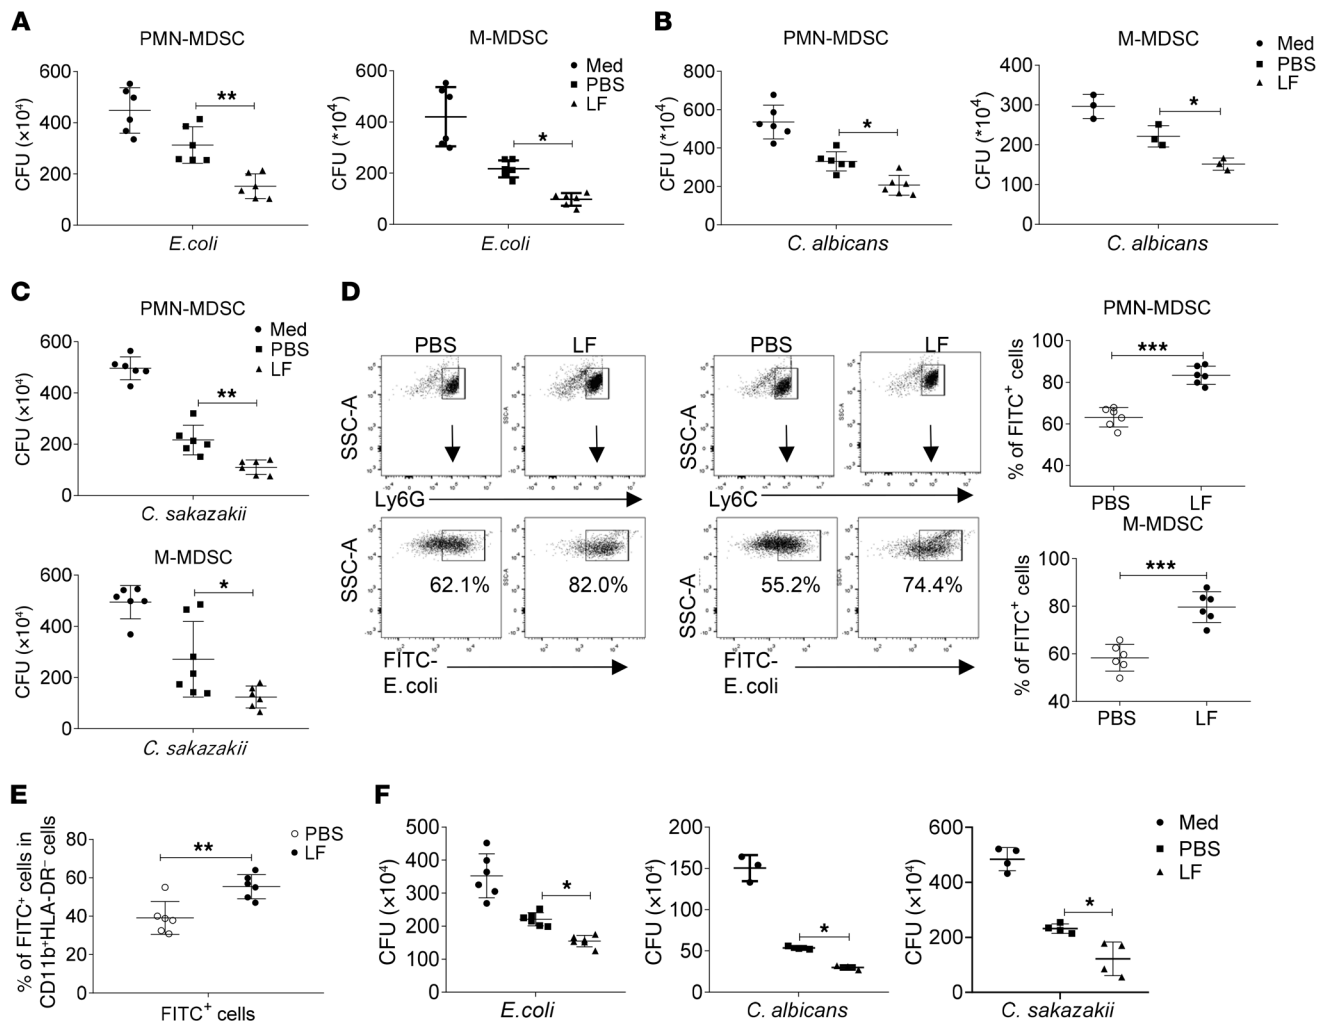 A
PMN-MDSC
CFU (×10⁴)
600
400
200
0
**
E.coli
M-MDSC
CFU (*10⁴)
600
400
200
0
*
E.coli
Med
PBS
LF
B
PMN-MDSC
CFU (*10⁴)
800
600
400
200
0
*
C. albicans
M-MDSC
CFU (*10⁴)
400
300
200
100
0
*
C. albicans
Med
PBS
LF
C
PMN-MDSC
CFU (×10⁴)
600
400
200
0
**
Med
PBS
LF
C. sakazakii
M-MDSC
CFU (×10⁴)
600
400
200
0
*
C. sakazakii
D
PBS
LF
SSC-A
SSC-A
Ly6G
SSC-A
62.1%
82.0%
SSC-A
FITC-
E. coli
PBS
LF
SSC-A
SSC-A
Ly6C
SSC-A
55.2%
74.4%
SSC-A
FITC-
E. coli
PMN-MDSC
% of FITC⁺ cells
100
80
60
40
***
PBS
LF
M-MDSC
% of FITC⁺ cells
100
80
60
40
***
PBS
LF
E
% of FITC⁺ cells in
CD11b⁺HLA-DR⁻ cells
80
60
40
20
0
**
PBS
LF
FITC⁺ cells
F
CFU (×10⁴)
500
400
300
200
100
0
*
E.coli
CFU (×10⁴)
200
150
100
50
0
*
C. albicans
CFU (×10⁴)
600
400
200
0
*
C. sakazakii
Med
PBS
LF